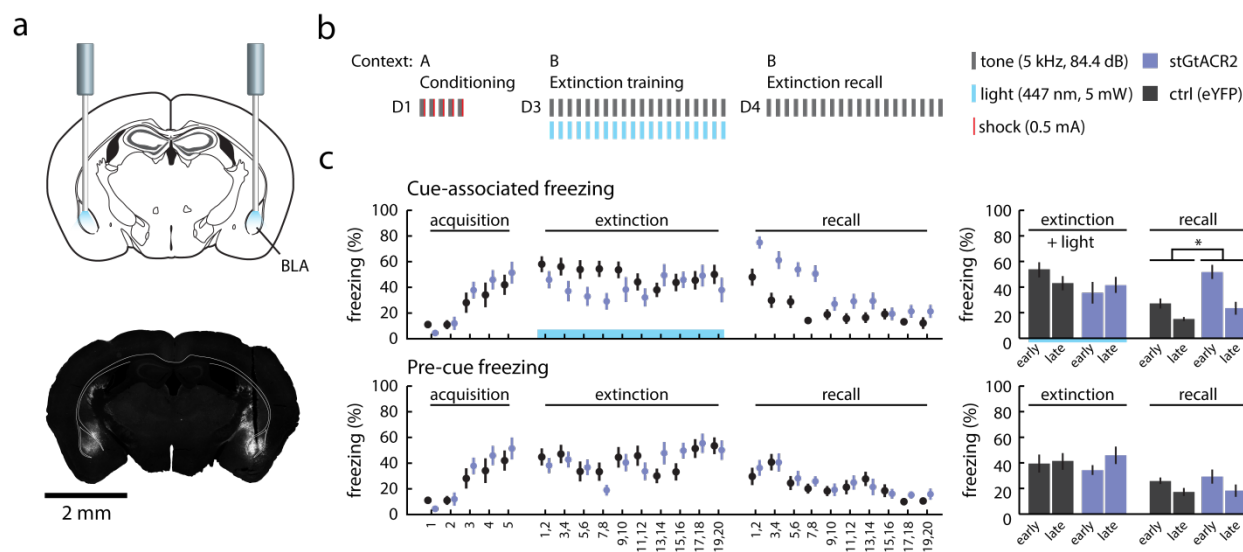 a
BLA
2 mm
b
Context: A B B
Conditioning Extinction training Extinction recall
D1 D3 D4
tone (5 kHz, 84.4 dB) stGtACR2
light (447 nm, 5 mW) ctrl (eYFP)
shock (0.5 mA)
c
Cue-associated freezing
acquisition extinction recall
freezing (%)
100
80
60
40
20
0
extinction recall
+ light *
freezing (%)
100
80
60
40
20
0
early late early late early late early late
Pre-cue freezing
acquisition extinction recall
freezing (%)
100
80
60
40
20
0
1 2 3 4 5 1,2 3,4 5,6 7,8 9,10 11,12 13,14 15,16 17,18 19,20 1,2 3,4 5,6 7,8 9,10 11,12 13,14 15,16 17,18 19,20
extinction recall
freezing (%)
100
80
60
40
20
0
early late early late early late early late